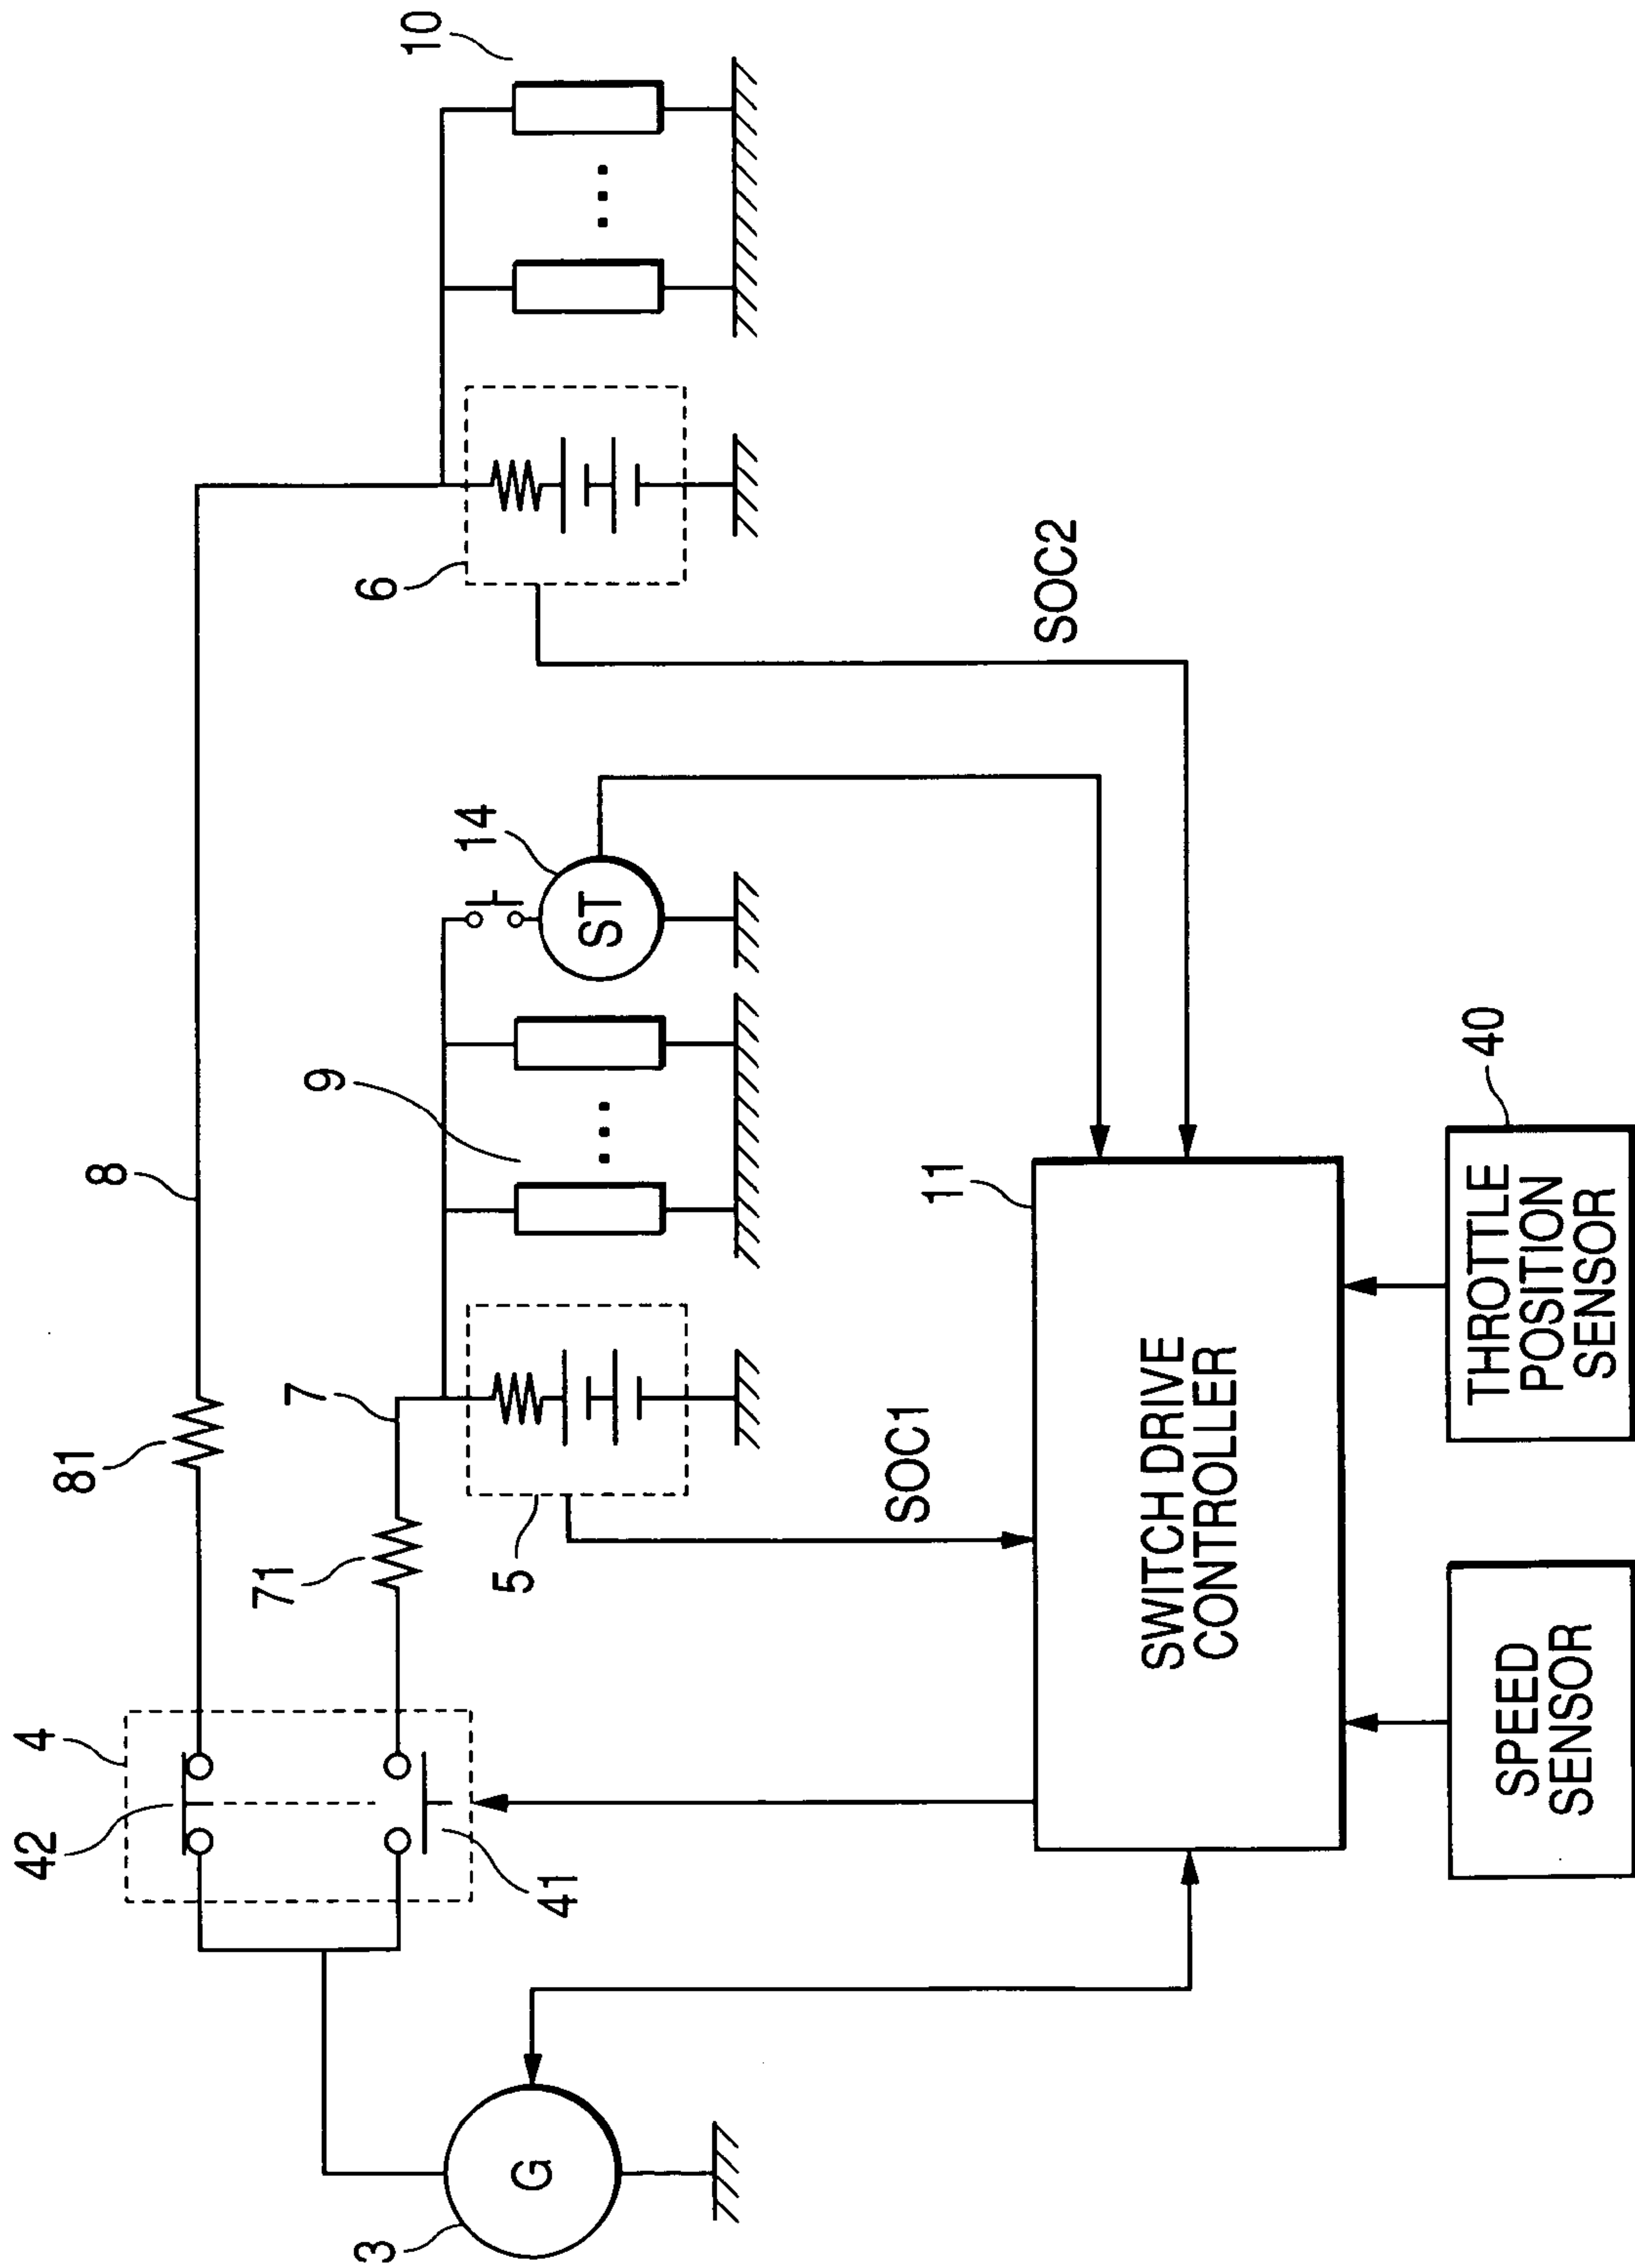 10
6
SOC2
14
ST
8
9
40
THROTTLE
POSITION
SENSOR
11
SWITCH DRIVE
CONTROLLER
81
7
71
5
SOC1
4
42
41
SPEED
SENSOR
G
3